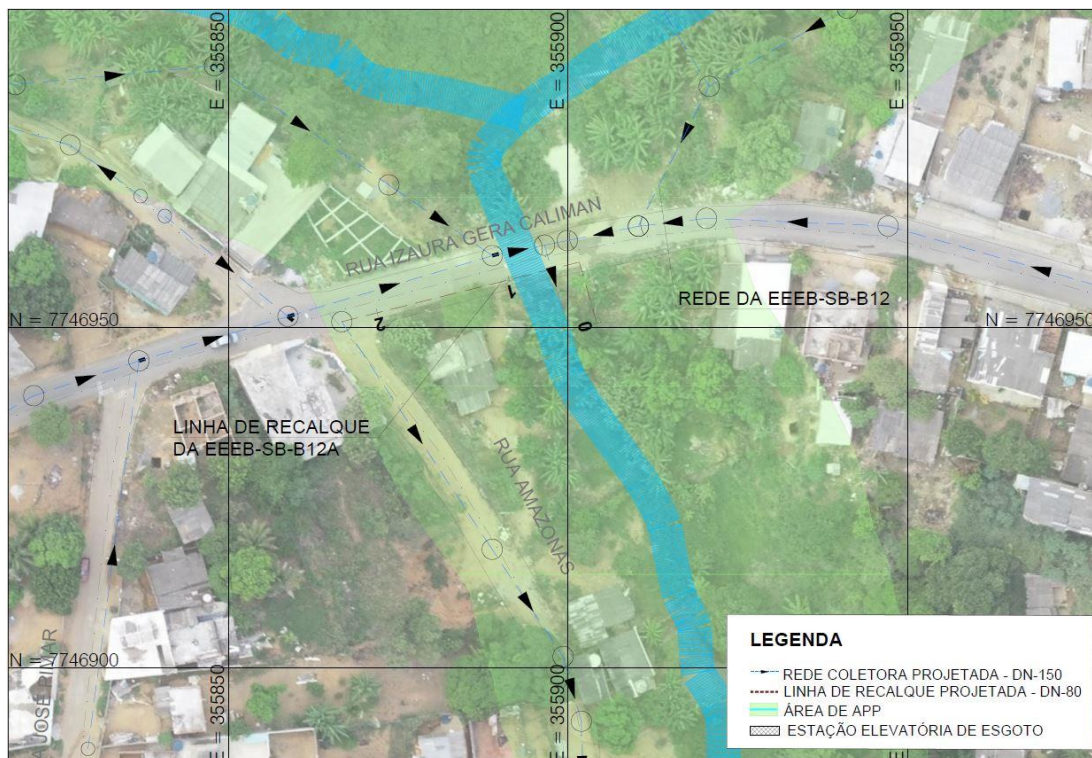 E = 355850
E = 355900
E = 355950
RUA IZAURA GERA CALIMAN
REDE DA EEEB-SB-B12
N = 7746950
N = 7746950
2
1
0
LINHA DE RECALQUE
DA EEEB-SB-B12A
RUA AMAZONAS
N = 7746900
E = 355850
E = 355900
LEGENDA
REDE COLETORA PROJETADA - DN-150
LINHA DE RECALQUE PROJETADA - DN-80
ÁREA DE APP
ESTAÇÃO ELEVATÓRIA DE ESGOTO